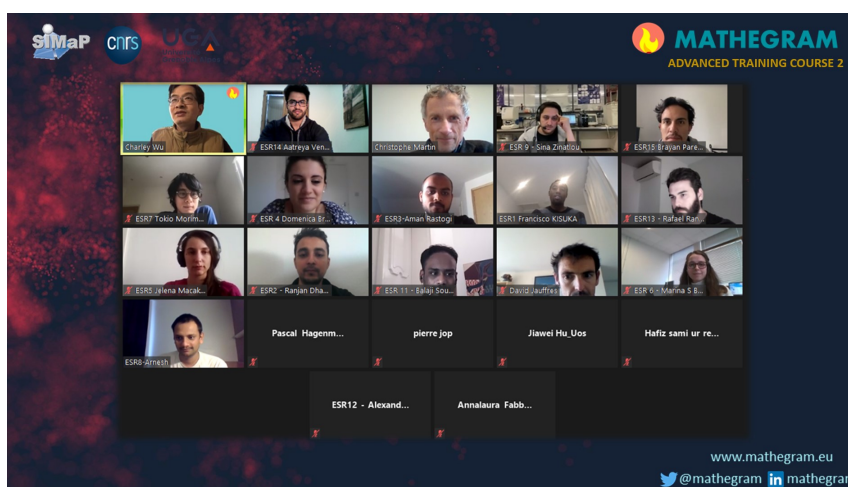 SiMaP
cnrs
UGA
MATHEGRAM
ADVANCED TRAINING COURSE 2
Charley Wu
ESR14 Aatreya Ven...
Christophe Martin
ESR 9 - Sina Zinatlou
ESR15 Brayan Pare...
ESR7 Tokio Morim...
ESR 4 Domenica Br...
ESR3-Aman Rastogi
ESR1 Francisco KISUKA
ESR13 - Rafael Ran...
ESR5 Jelena Macak...
ESR2 - Ranjan Dha...
ESR 11 - Balaji Sou...
David Jauffres
ESR 6 - Marina S B...
ESR8-Arnesh
Pascal Hagenm...
pierre jop
Jiawei Hu_Uos
Hafiz sami ur re...
ESR12 - Alexand...
Annalaura Fabb...
www.mathegram.eu
@mathegram in mathegram